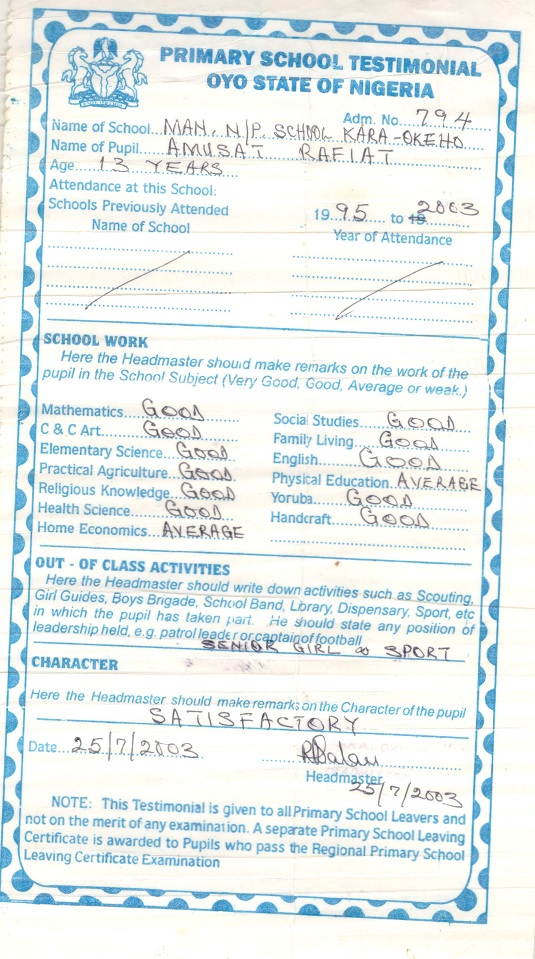 PRIMARY SCHOOL TESTIMONIAL
OYO STATE OF NIGERIA
Adm. No. 794
Name of School MAN. N/P. SCHOOL KARA-OKEHO
Name of Pupil AMUSAT RAFIAT
Age 13 YEARS
Attendance at this School:
Schools Previously Attended 1995 to 19 2003
Name of School Year of Attendance
SCHOOL WORK
Here the Headmaster should make remarks on the work of the
pupil in the School Subject (Very Good, Good, Average or weak.)
Mathematics GOOD Social Studies GOOD
C & C Art GOOD Family Living GOOD
Elementary Science GOOD English GOOD
Practical Agriculture GOOD Physical Education AVERAGE
Religious Knowledge GOOD Yoruba GOOD
Health Science GOOD Handcraft GOOD
Home Economics AVERAGE
OUT - OF CLASS ACTIVITIES
Here the Headmaster should write down activities such as Scouting,
Girl Guides, Boys Brigade, School Band, Library, Dispensary, Sport, etc
in which the pupil has taken part. He should state any position of
leadership held, e.g. patrol leader or captain of football
SENIOR GIRL SPORT
CHARACTER
Here the Headmaster should make remarks on the Character of the pupil
SATISFACTORY
Date 25/7/2003
Headmaster
25/7/2003
NOTE: This Testimonial is given to all Primary School Leavers and
not on the merit of any examination. A separate Primary School Leaving
Certificate is awarded to Pupils who pass the Regional Primary School
Leaving Certificate Examination